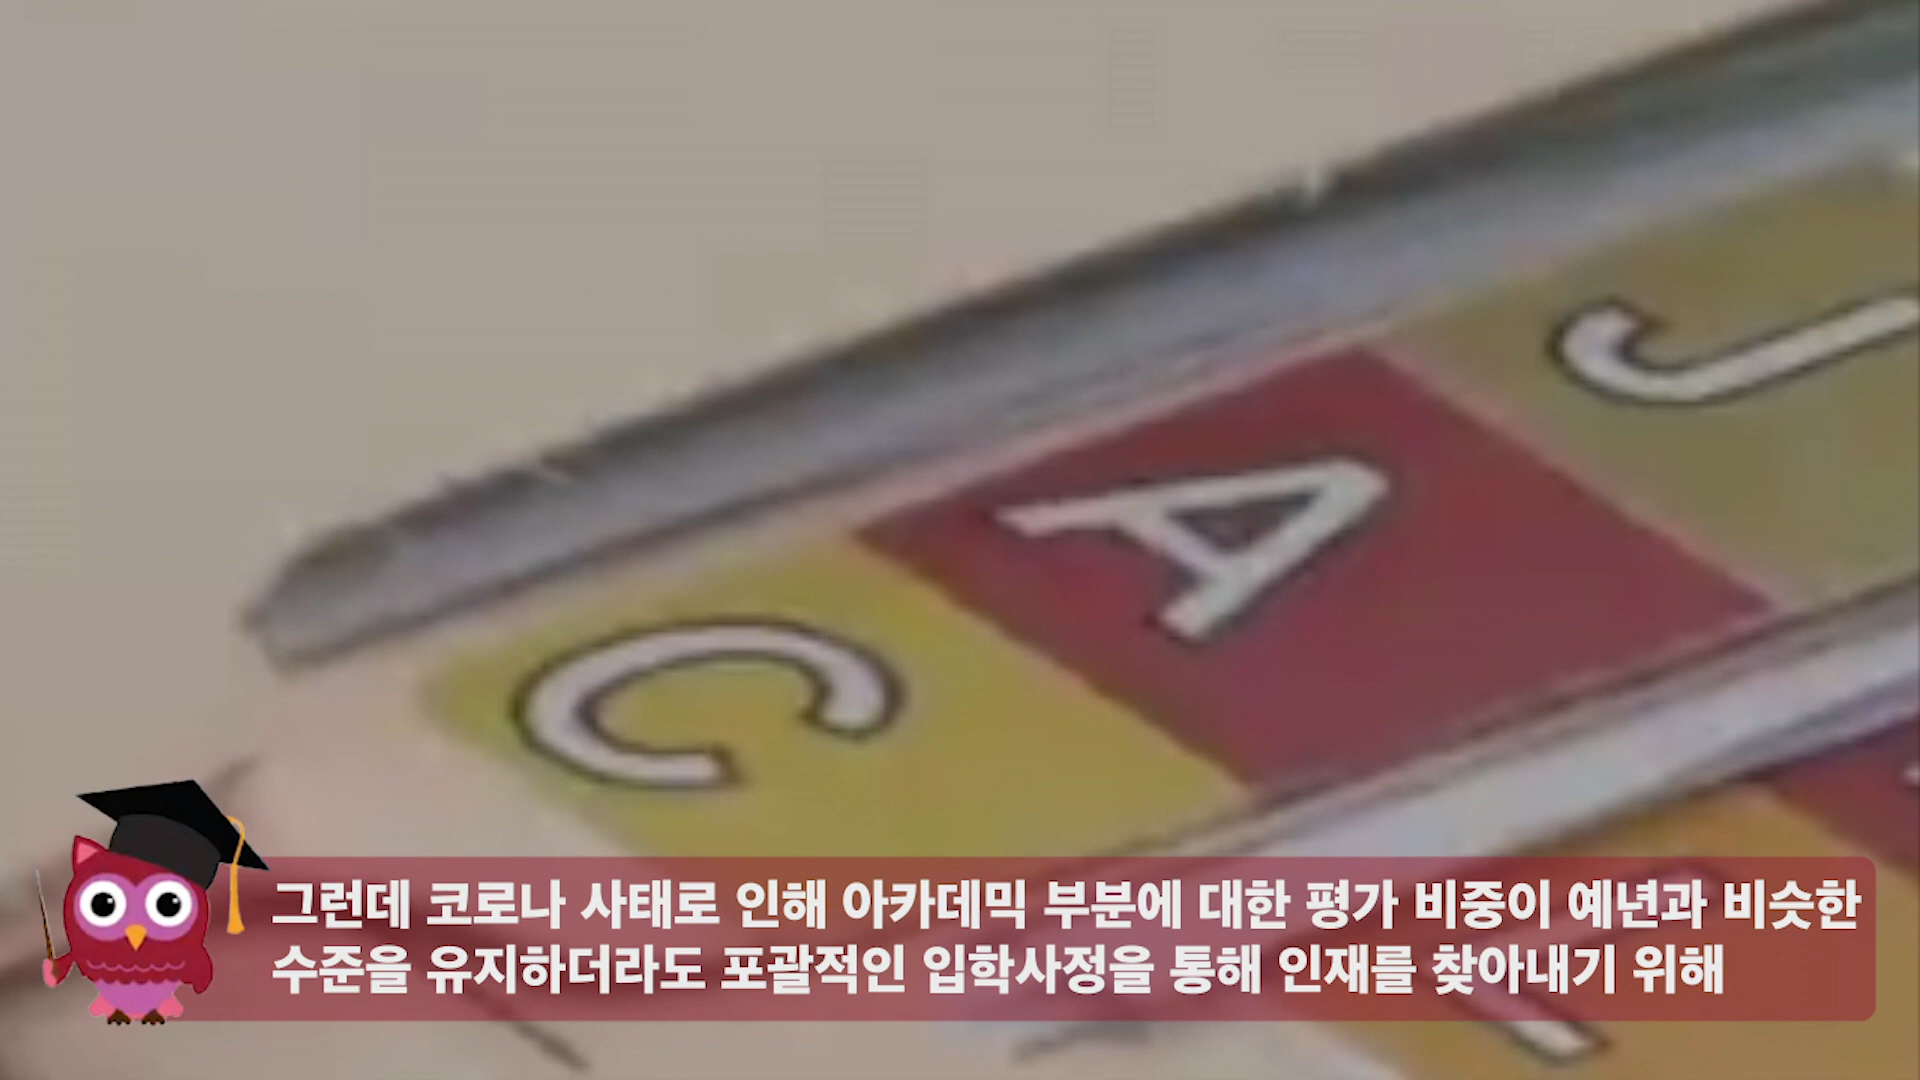 J
A
C
그런데 코로나 사태로 인해 아카데믹 부분에 대한 평가 비중이 예년과 비슷한
수준을 유지하더라도 포괄적인 입학사정을 통해 인재를 찾아내기 위해